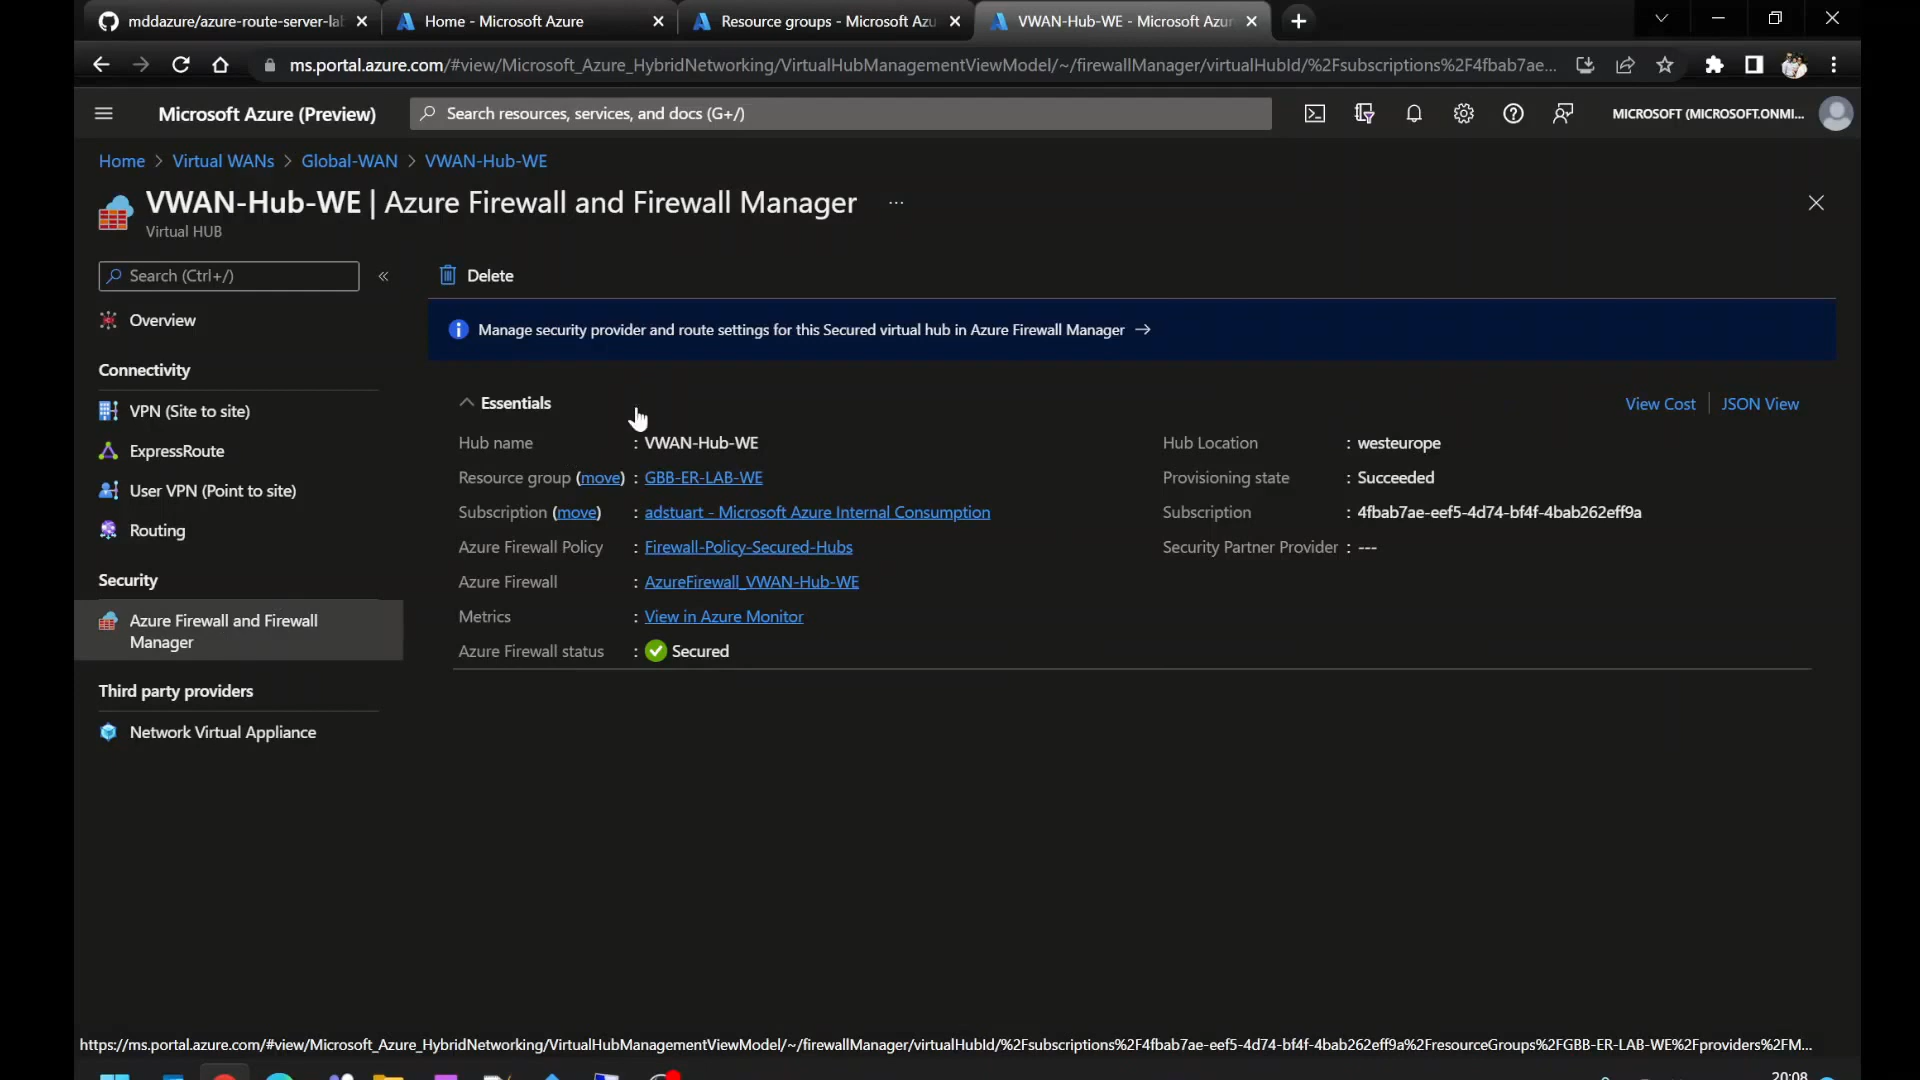 mddazure/azure-route-server-lab
Home - Microsoft Azure
Resource groups - Microsoft Azu
VWAN-Hub-WE - Microsoft Azur
ms.portal.azure.com/#view/Microsoft_Azure_HybridNetworking/VirtualHubManagementViewModel/~/firewallManager/virtualHubId/%2Fsubscriptions%2F4fbab7ae...
Microsoft Azure (Preview)
Search resources, services, and docs (G+/)
MICROSOFT (MICROSOFT.ONMI...
Home > Virtual WANs > Global-WAN > VWAN-Hub-WE
VWAN-Hub-WE | Azure Firewall and Firewall Manager ...
Virtual HUB
Search (Ctrl+/) «
Overview
Connectivity
VPN (Site to site)
ExpressRoute
User VPN (Point to site)
Routing
Security
Azure Firewall and Firewall
Manager
Third party providers
Network Virtual Appliance
Delete
Manage security provider and route settings for this Secured virtual hub in Azure Firewall Manager →
Essentials
View Cost | JSON View
Hub name : VWAN-Hub-WE
Resource group (move) : GBB-ER-LAB-WE
Subscription (move) : adstuart - Microsoft Azure Internal Consumption
Azure Firewall Policy : Firewall-Policy-Secured-Hubs
Azure Firewall : AzureFirewall_VWAN-Hub-WE
Metrics : View in Azure Monitor
Azure Firewall status : Secured
Hub Location : westeurope
Provisioning state : Succeeded
Subscription : 4fbab7ae-eef5-4d74-bf4f-4bab262eff9a
Security Partner Provider : ---
https://ms.portal.azure.com/#view/Microsoft_Azure_HybridNetworking/VirtualHubManagementViewModel/~/firewallManager/virtualHubId/%2Fsubscriptions%2F4fbab7ae-eef5-4d74-bf4f-4bab262eff9a%2FresourceGroups%2FGBB-ER-LAB-WE%2Fproviders%2FM...
20:08